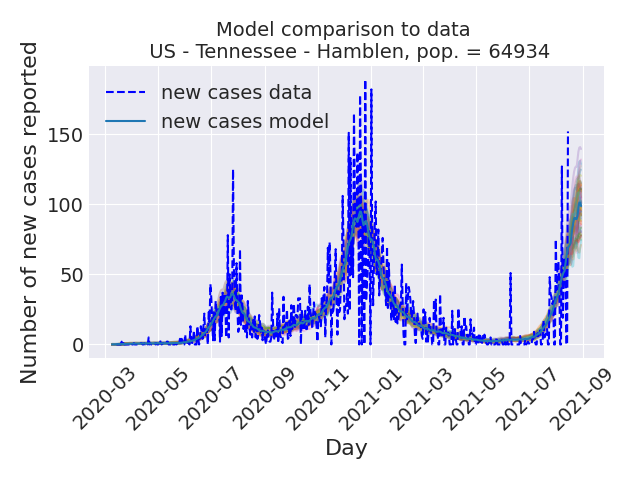 Model comparison to data
US - Tennessee - Hamblen, pop. = 64934
Number of new cases reported
new cases data
new cases model
150
100
50
0
2020-03
2020-05
2020-07
2020-09
2020-11
2021-01
2021-03
2021-05
2021-07
2021-09
Day